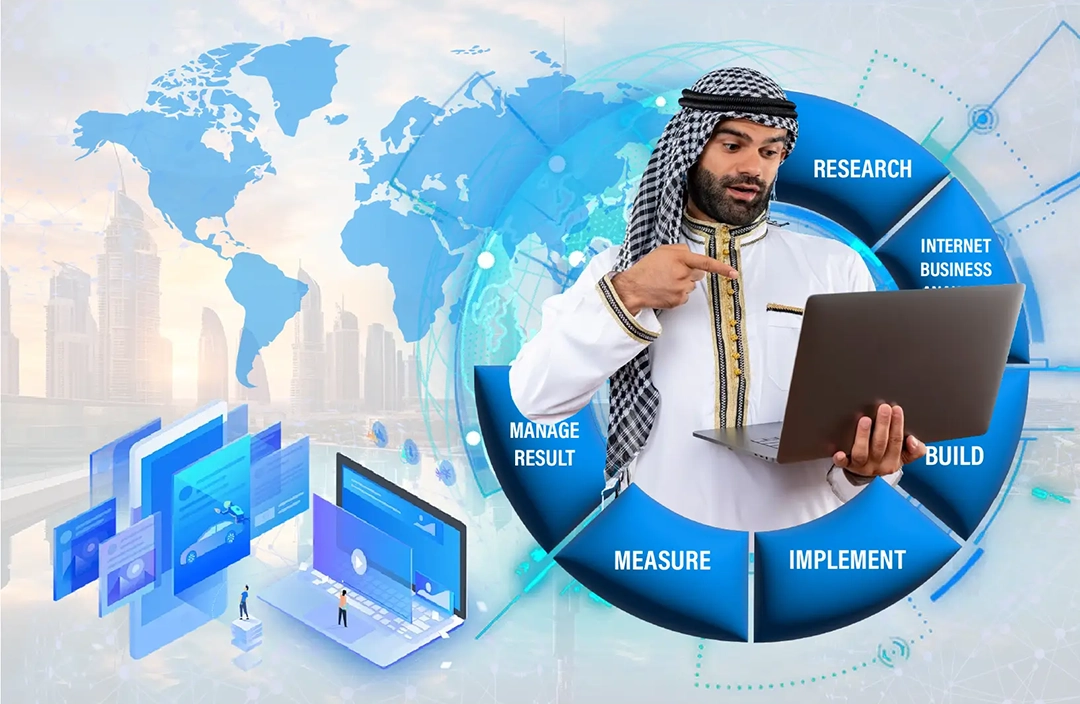 RESEARCH
INTERNET
BUSINESS
BUILD
IMPLEMENT
MEASURE
MANAGE
RESULT